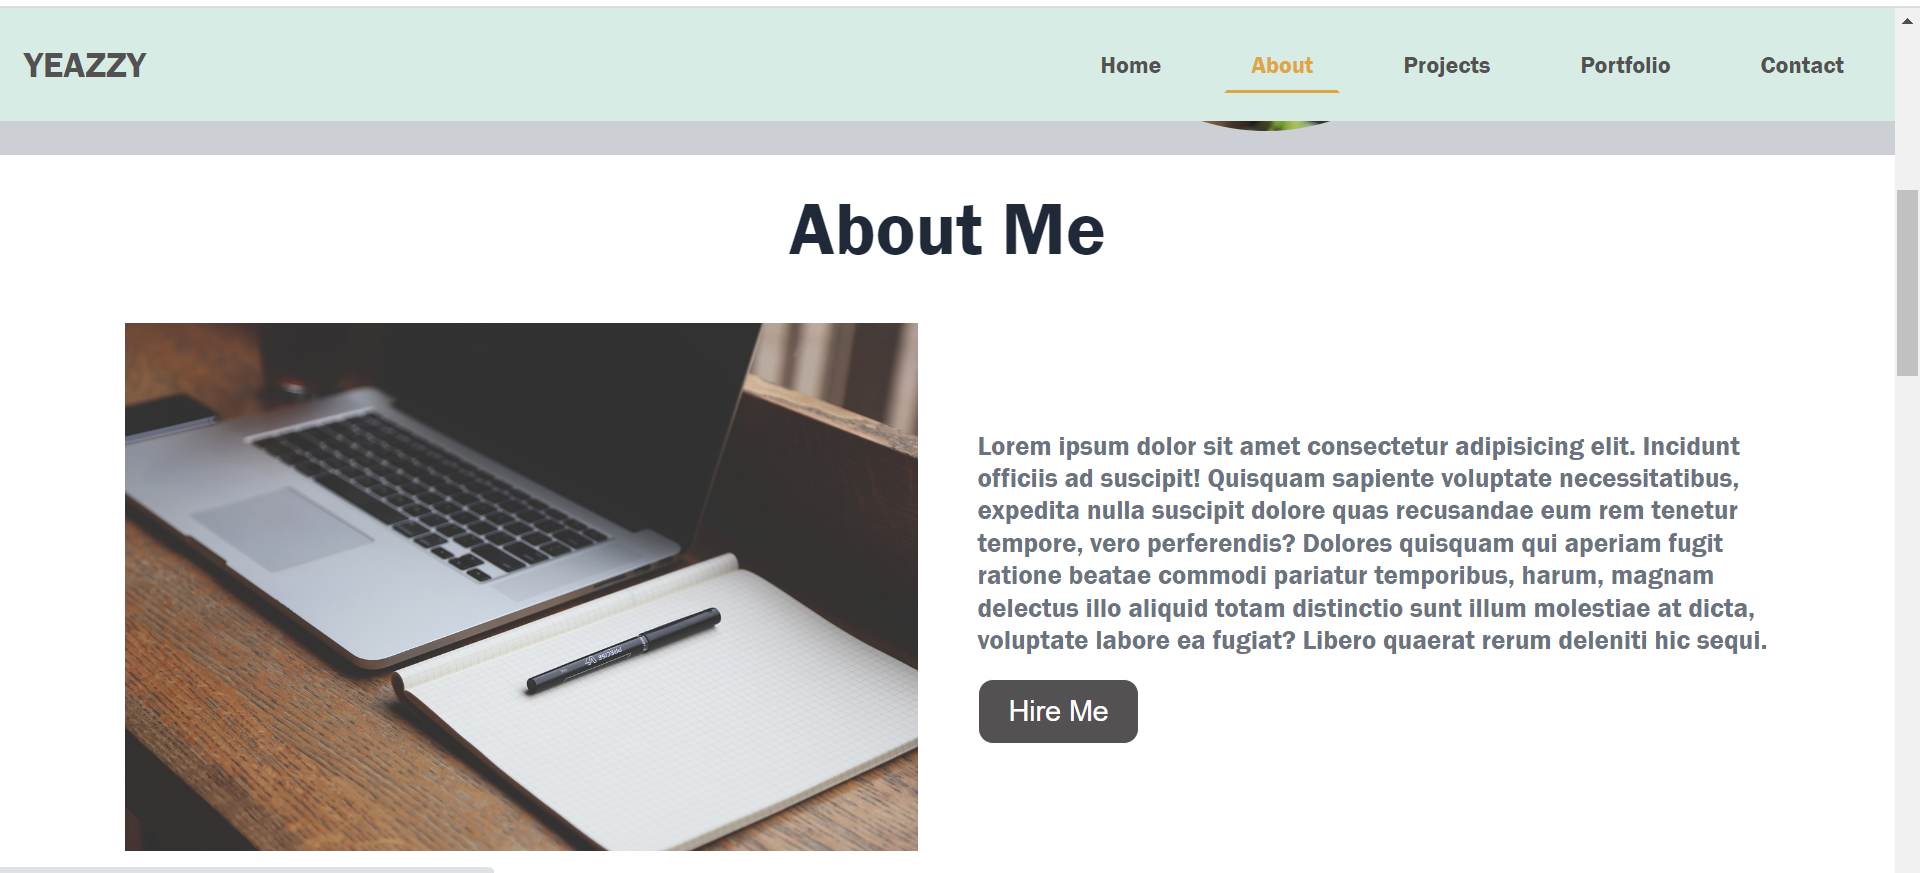 YEAZZY
Home About Projects Portfolio Contact
About Me
Lorem ipsum dolor sit amet consectetur adipisicing elit. Incidunt
officiis ad suscipit! Quisquam sapiente voluptate necessitatibus,
expedita nulla suscipit dolore quas recusandae eum rem tenetur
tempore, vero perferendis? Dolores quisquam qui aperiam fugit
ratione beatae commodi pariatur temporibus, harum, magnam
delectus illo aliquid totam distinctio sunt illum molestiae at dicta,
voluptate labore ea fugiat? Libero quaerat rerum deleniti hic sequi.
PRECISE V5
Hire Me